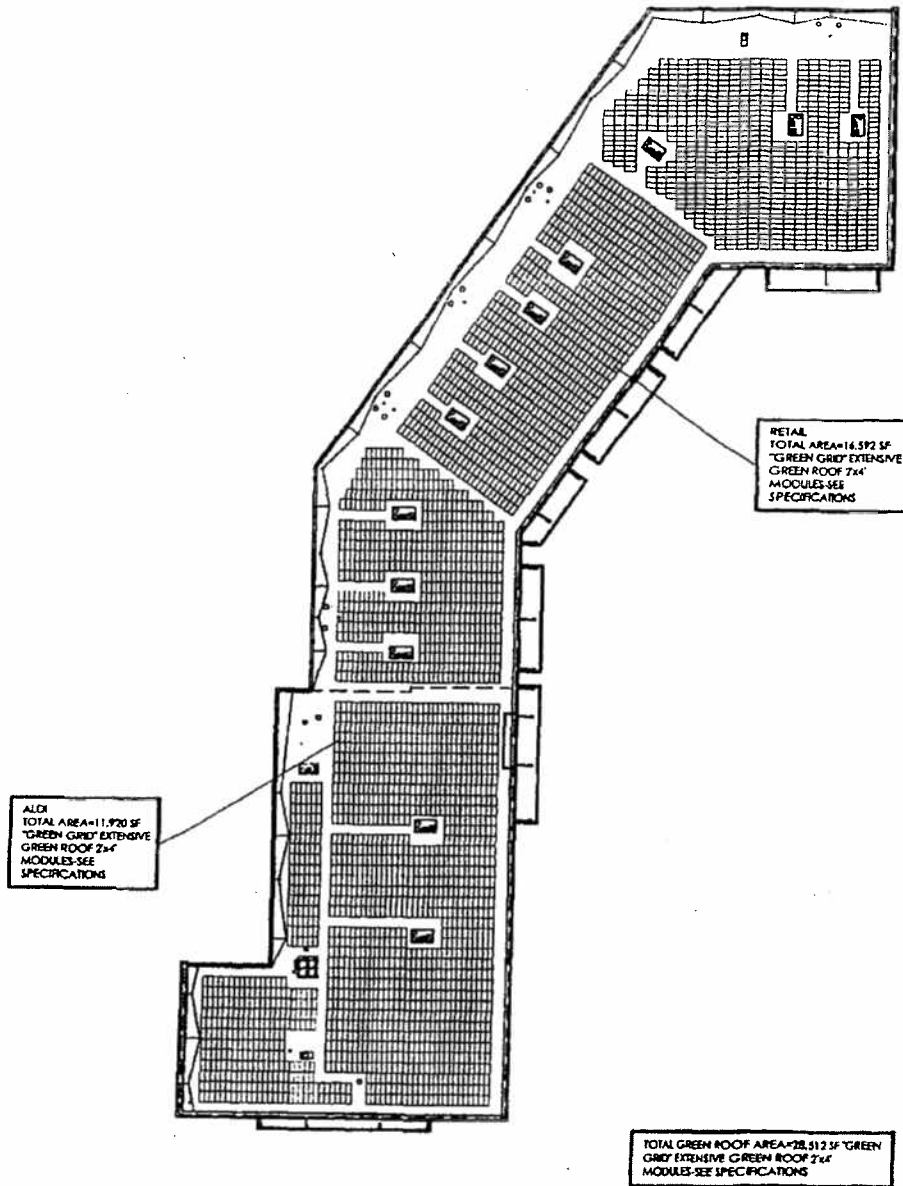 RETAIL
TOTAL AREA=16,592 SF
"GREEN GRID" EXTENSIVE
GREEN ROOF 2'x4'
MODULES-SEE
SPECIFICATIONS
ALDI
TOTAL AREA=11,920 SF
"GREEN GRID" EXTENSIVE
GREEN ROOF 2'x4'
MODULES-SEE
SPECIFICATIONS
TOTAL GREEN ROOF AREA=28,512 SF "GREEN
GRID" EXTENSIVE GREEN ROOF 2'x4'
MODULES-SEE SPECIFICATIONS